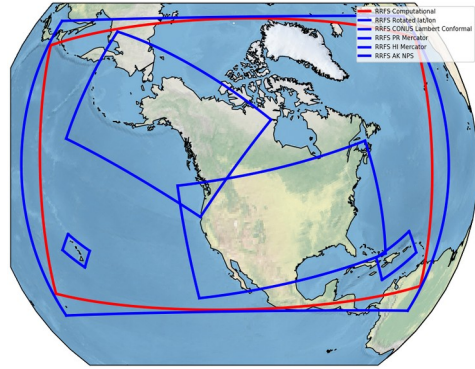 RRFS Computational
RRFS Rotated lat/lon
RRFS CONUS Lambert Conformal
RRFS PR Mercator
RRFS HI Mercator
RRFS AK NPS